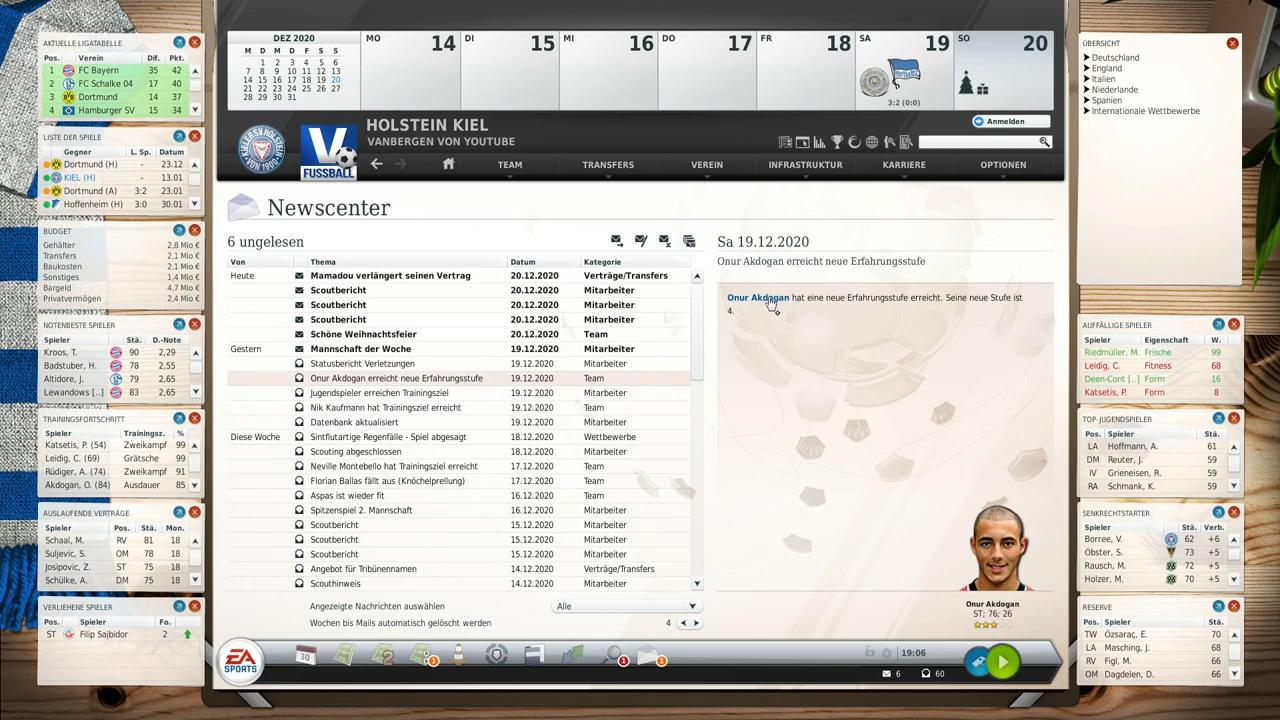 AKTUELLE LIGATABELLE
Pos. Verein Dif. Pkt.
1 FC Bayern 35 42
2 FC Schalke 04 17 40
3 Dortmund 14 37
4 Hamburger SV 15 34
LISTE DER SPIELE
Gegner L. Sp. Datum
Dortmund (H) - 23.12
KIEL (H) - 13.01
Dortmund (A) 3:2 23.01
Hoffenheim (H) 3:0 30.01
BUDGET
Gehälter 2,8 Mio €
Transfers 2,1 Mio €
Baukosten 2,1 Mio €
Sonstiges 1,4 Mio €
Bargeld 4,7 Mio €
Privatvermögen 2,4 Mio €
NOTENBESTE SPIELER
Spieler Stä. D.-Note
Kroos, T. 90 2,29
Badstuber, H. 78 2,55
Altidore, J. 79 2,65
Lewandows [..] 83 2,65
TRAININGSFORTSCHRITT
Spieler Trainingsz. %
Katsetis, P. (54) Zweikampf 99
Leidig, C. (69) Grätsche 99
Rüdiger, A. (74) Zweikampf 91
Akdogan, O. (84) Ausdauer 85
AUSLAUFENDE VERTRÄGE
Spieler Pos. Stä. Mon.
Schaal, M. RV 81 18
Suljevic, S. OM 78 18
Josipovic, Z. ST 75 18
Schülke, A. DM 75 18
VERLIEHENE SPIELER
Pos. Spieler Fo.
ST Filip Sajbidor 2
DEZ 2020
M D M D F S S
1 2 3 4 5 6
7 8 9 10 11 12 13
14 15 16 17 18 19 20
21 22 23 24 25 26 27
28 29 30 31
MO 14 DI 15 MI 16 DO 17 FR 18 SA 19 SO 20
3:2 (0:0)
HOLSTEIN KIEL
VANBERGEN VON YOUTUBE
V
FUSSBALL
Anmelden
TEAM TRANSFERS VEREIN INFRASTRUKTUR KARRIERE OPTIONEN
Newscenter
6 ungelesen
Von Thema Datum Kategorie
Heute Mamadou verlängert seinen Vertrag 20.12.2020 Verträge/Transfers
Scoutbericht 20.12.2020 Mitarbeiter
Scoutbericht 20.12.2020 Mitarbeiter
Scoutbericht 20.12.2020 Mitarbeiter
Schöne Weihnachtsfeier 20.12.2020 Team
Gestern Mannschaft der Woche 19.12.2020 Mitarbeiter
Statusbericht Verletzungen 19.12.2020 Mitarbeiter
Onur Akdogan erreicht neue Erfahrungsstufe 19.12.2020 Team
Jugendspieler erreichen Trainingsziel 19.12.2020 Mitarbeiter
Nik Kaufmann hat Trainingsziel erreicht 19.12.2020 Team
Datenbank aktualisiert 19.12.2020 Mitarbeiter
Diese Woche Sintflutartige Regenfälle - Spiel abgesagt 18.12.2020 Wettbewerbe
Scouting abgeschlossen 18.12.2020 Mitarbeiter
Neville Montebello hat Trainingsziel erreicht 17.12.2020 Team
Florian Ballas fällt aus (Knöchelprellung) 17.12.2020 Team
Aspas ist wieder fit 16.12.2020 Team
Spitzenspiel 2. Mannschaft 16.12.2020 Mitarbeiter
Scoutbericht 15.12.2020 Mitarbeiter
Scoutbericht 15.12.2020 Mitarbeiter
Scoutbericht 15.12.2020 Mitarbeiter
Angebot für Tribünennamen 14.12.2020 Verträge/Transfers
Scouthinweis 14.12.2020 Mitarbeiter
Angezeigte Nachrichten auswählen Alle
Wochen bis Mails automatisch gelöscht werden 4
Sa 19.12.2020
Onur Akdogan erreicht neue Erfahrungsstufe
Onur Akdogan hat eine neue Erfahrungsstufe erreicht. Seine neue Stufe ist
4.
Onur Akdogan
ST; 76; 26
EA
SPORTS
30
2
1
1
1
19:06
6 60
ÜBERSICHT
Deutschland
England
Italien
Niederlande
Spanien
Internationale Wettbewerbe
AUFFÄLLIGE SPIELER
Spieler Eigenschaft W.
Riedmüller, M. Frische 99
Leidig, C. Fitness 68
Deen-Cont [..] Form 16
Katsetis, P. Form 8
TOP-JUGENDSPIELER
Pos. Spieler Stä.
LA Hoffmann, A. 61
DM Reuter, J. 59
IV Grieneisen, R. 59
RA Schmank, K. 59
SENKRECHTSTARTER
Spieler Stä. Verb.
Borree, V. 62 +6
Öbster, S. 73 +5
Rausch, M. 72 +5
Holzer, M. 70 +5
RESERVE
Pos. Spieler Stä.
TW Özsaraç, E. 70
LA Masching, J. 68
RV Figl, M. 66
OM Dagdelen, D. 66